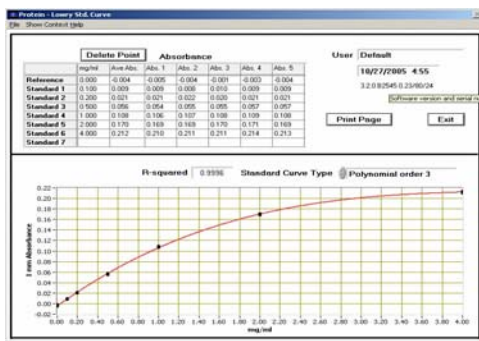 Protein - Lowry Std. Curve
File Show Context Help
Delete Point Absorbance User Default
mg/ml Ave Abs. Abs. 1 Abs. 2 Abs. 3 Abs. 4 Abs. 5
10/27/2005 4:55
Reference 0.000 -0.004 -0.005 -0.004 -0.001 -0.003 -0.004
Standard 1 0.100 0.009 0.009 0.008 0.010 0.009 0.009
Standard 2 0.200 0.021 0.021 0.022 0.020 0.021 0.021
Standard 3 0.500 0.056 0.054 0.055 0.055 0.057 0.057
Standard 4 1.000 0.108 0.106 0.107 0.108 0.109 0.108
Standard 5 2.000 0.170 0.169 0.169 0.170 0.171 0.169
Standard 6 4.000 0.212 0.210 0.211 0.211 0.214 0.213
Standard 7
Software version and serial
Print Page Exit
R-squared 0.9996 Standard Curve Type Polynomial order 3
1 mm Absorbance
0.22
0.20
0.18
0.16
0.14
0.12
0.10
0.08
0.06
0.04
0.02
0.00
-0.02
0.00 0.20 0.40 0.60 0.80 1.00 1.20 1.40 1.60 1.80 2.00 2.20 2.40 2.60 2.80 3.00 3.20 3.40 3.60 3.80 4.00
mg/ml